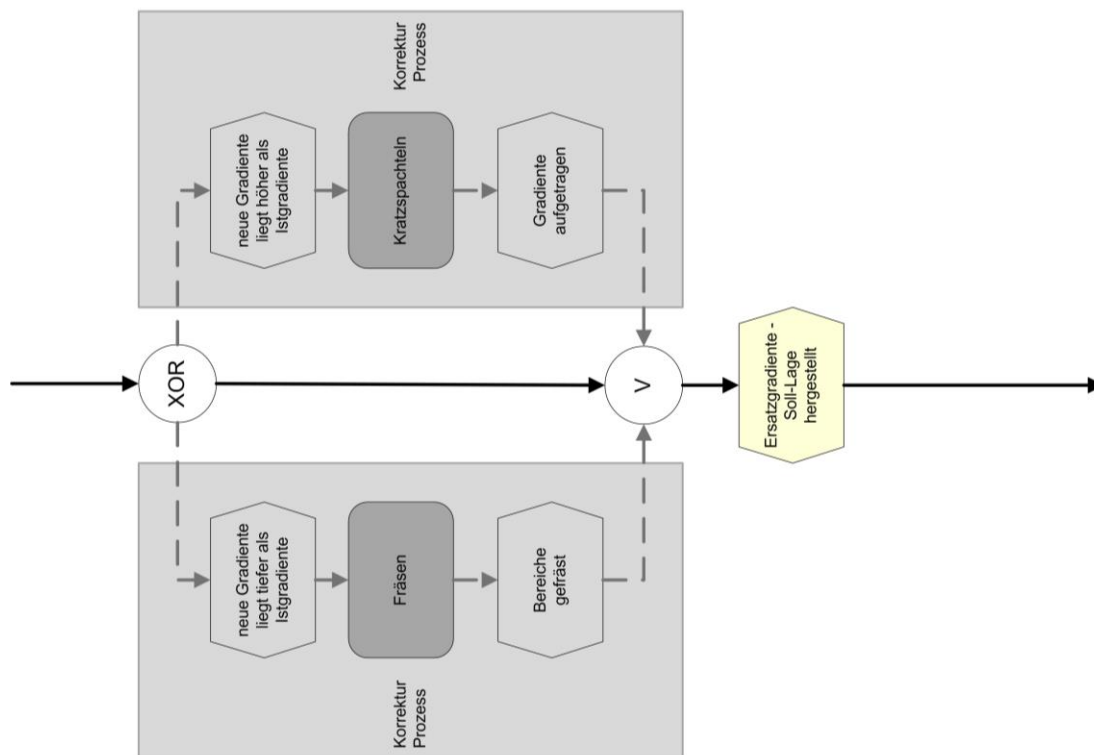 XOR
neue Gradiente
liegt tiefer als
Istgradiente
Fräsen
Bereiche
gefräst
Korrektur
Prozess
neue Gradiente
liegt höher als
Istgradiente
Kratzspachteln
Gradiente
aufgetragen
Korrektur
Prozess
V
Ersatzgradiente -
Soll-Lage
hergestellt